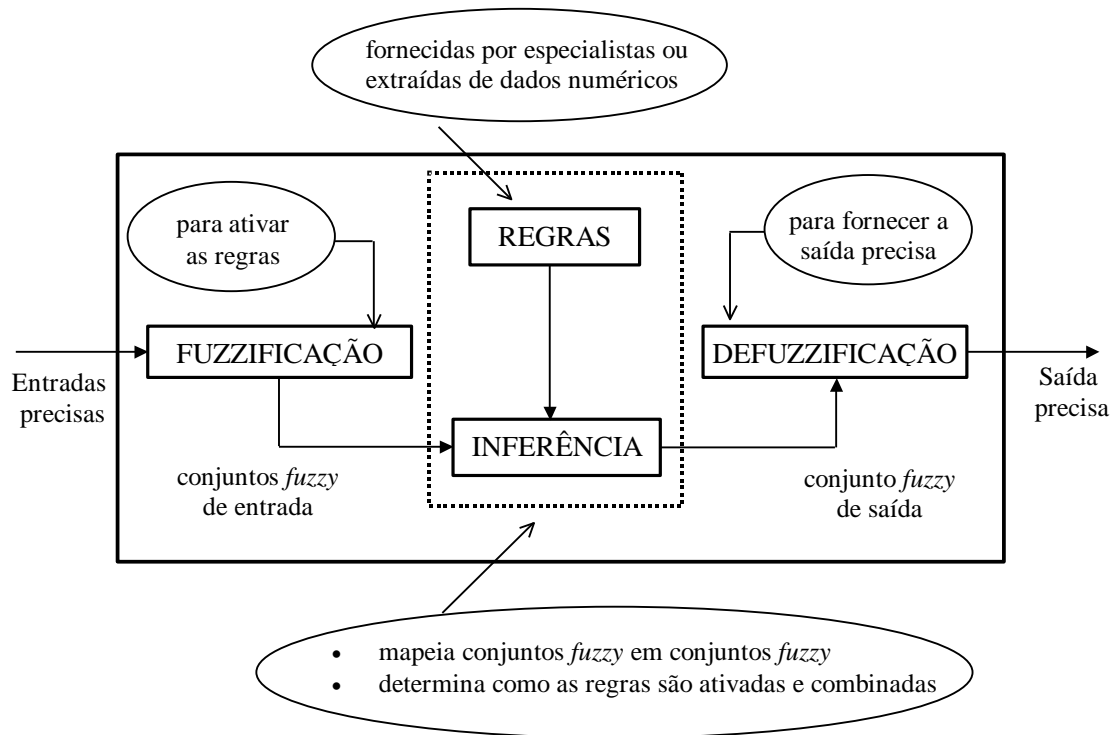 fornecidas por especialistas ou
extraídas de dados numéricos
para ativar
as regras
REGRAS
para fornecer a
saída precisa
FUZZIFICAÇÃO
DEFUZZIFICAÇÃO
Entradas
precisas
Saída
precisa
INFERÊNCIA
conjuntos fuzzy
de entrada
conjunto fuzzy
de saída
• mapeia conjuntos fuzzy em conjuntos fuzzy
• determina como as regras são ativadas e combinadas